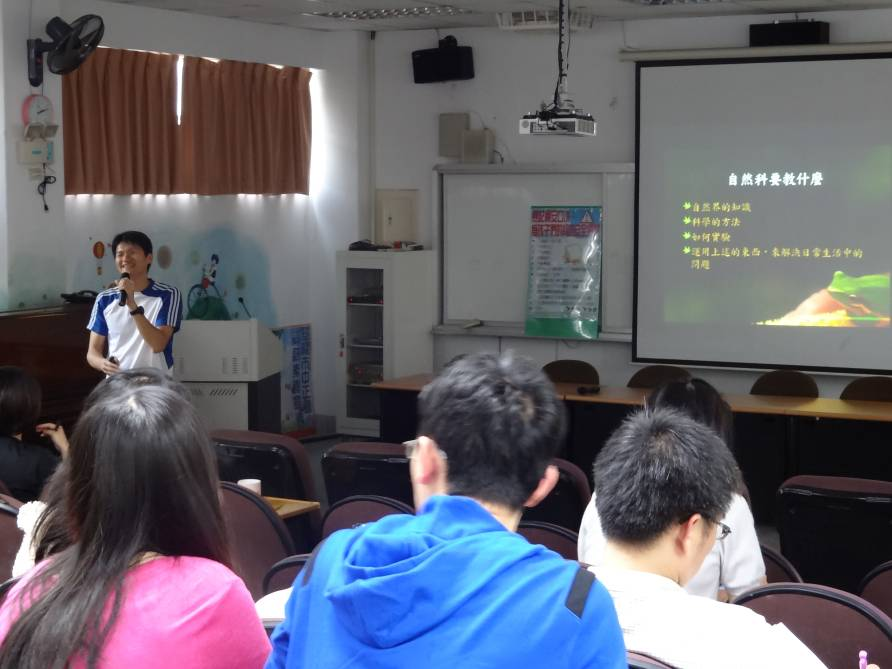 自然科要教什麼
自然界的知識
科學的方法
如何實驗
運用上述的東西，來解決日常生活中的
問題